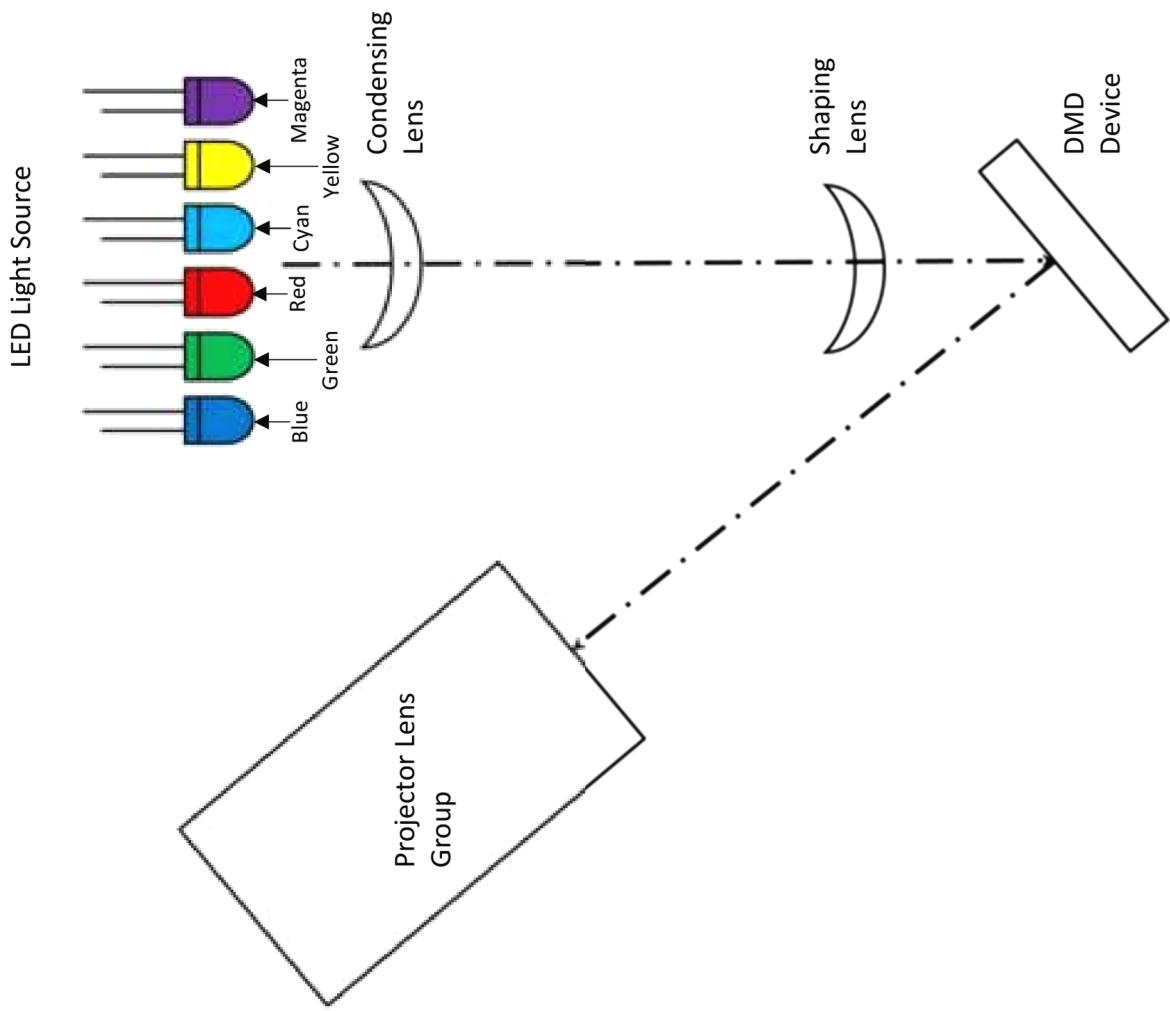 LED Light Source
Magenta
Yellow
Cyan
Red
Green
Blue
Condensing
Lens
Shaping
Lens
DMD
Device
Projector Lens
Group